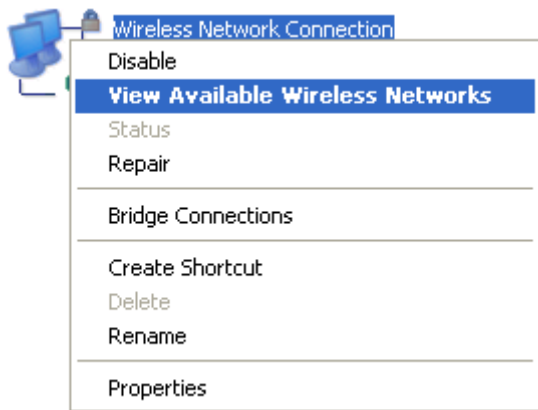 Wireless Network Connection
Disable
View Available Wireless Networks
Status
Repair
Bridge Connections
Create Shortcut
Delete
Rename
Properties